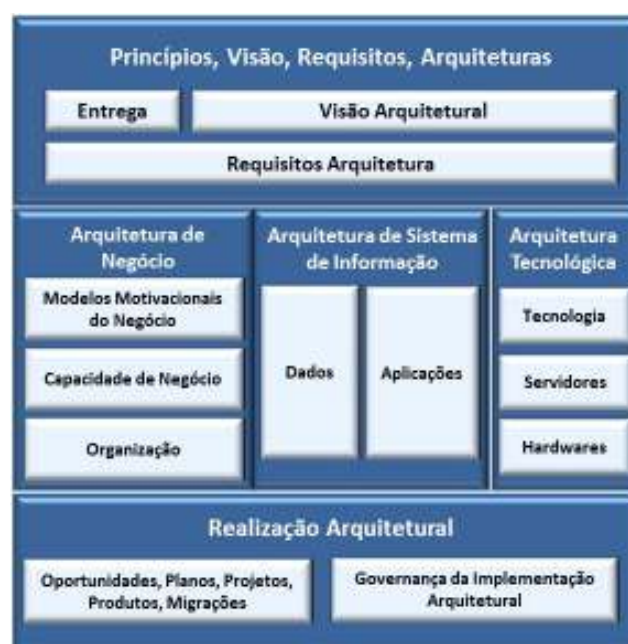 Princípios, Visão, Requisitos, Arquiteturas
Entrega
Visão Arquitetural
Requisitos Arquitetura
Arquitetura de
Negócio
Modelos Motivacionais
do Negócio
Capacidade de Negócio
Organização
Arquitetura de Sistema
de Informação
Dados
Aplicações
Arquitetura
Tecnológica
Tecnologia
Servidores
Hardwares
Realização Arquitetural
Oportunidades, Planos, Projetos,
Produtos, Migrações
Governança da Implementação
Arquitetural